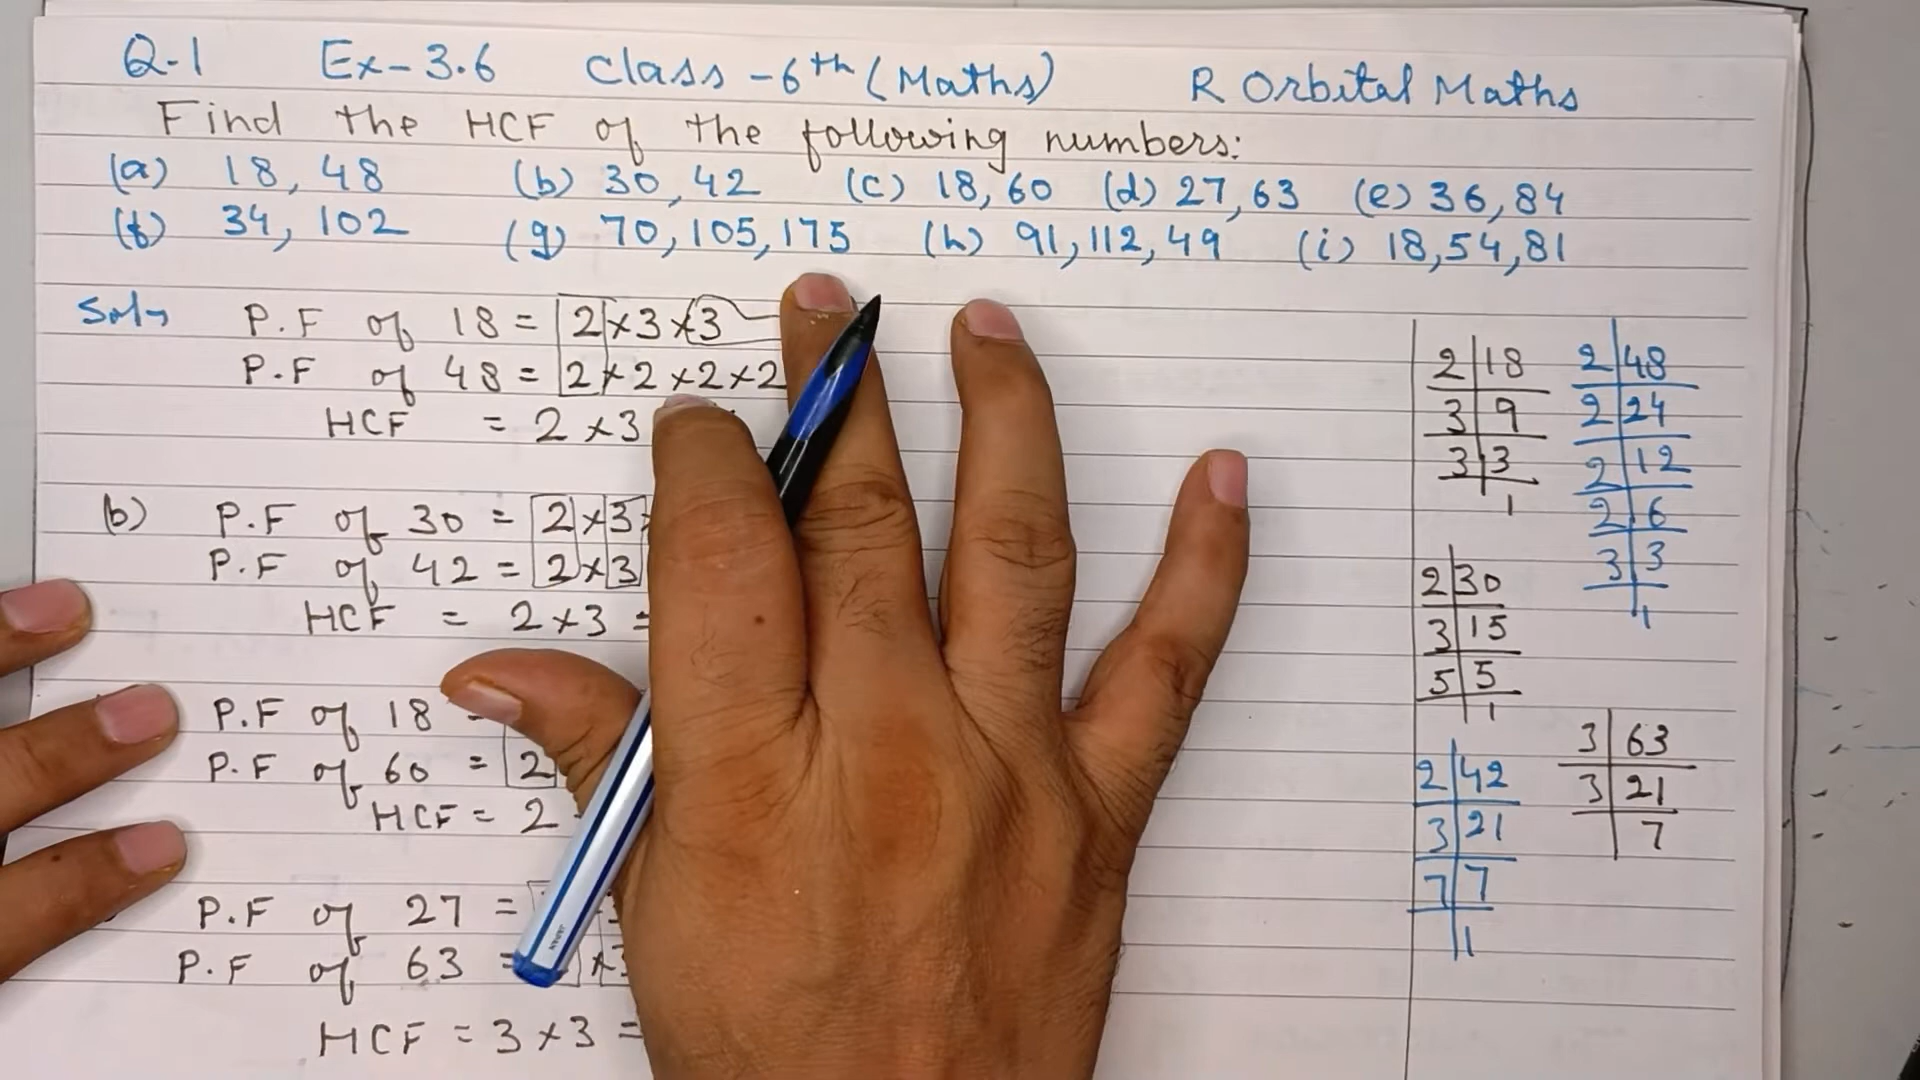 Q.1 Ex-3.6 Class-6th (Maths) R Orbital Maths
Find the HCF of the following numbers:
(a) 18, 48 (b) 30, 42 (c) 18, 60 (d) 27, 63 (e) 36, 84
(f) 34, 102 (g) 70, 105, 175 (h) 91, 112, 49 (i) 18, 54, 81
Soln P.F of 18 = 2×3×3
P.F of 48 = 2×2×2×2
HCF = 2×3
(b) P.F of 30 = 2×3
P.F of 42 = 2×3
HCF = 2×3 =
P.F of 18
P.F of 60 = 2
HCF = 2
P.F of 27 =
P.F of 63
HCF = 3×3 =
2 18
3 9
3 3
1
2 48
2 24
2 12
2 6
3 3
1
2 30
3 15
5 5
1
2 42
3 21
7 7
1
3 63
3 21
7